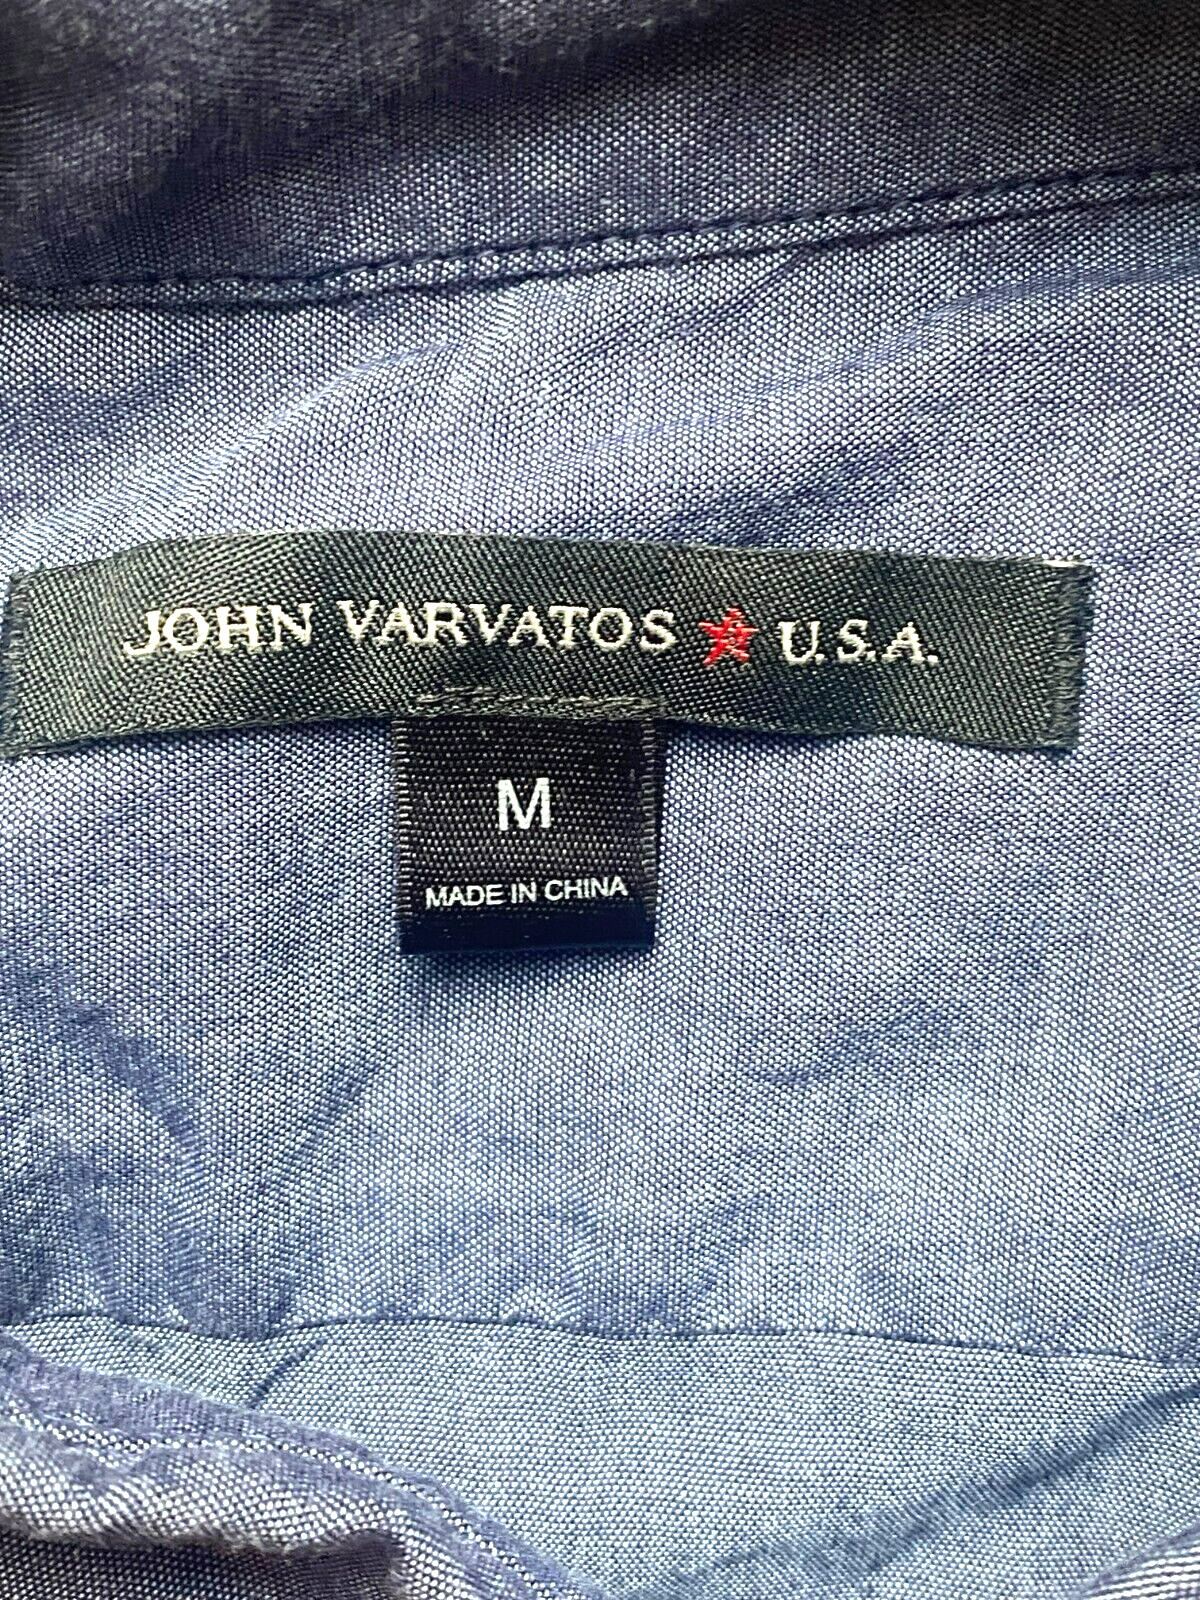 JOHN VARVATOS ★ U.S.A.
M
MADE IN CHINA